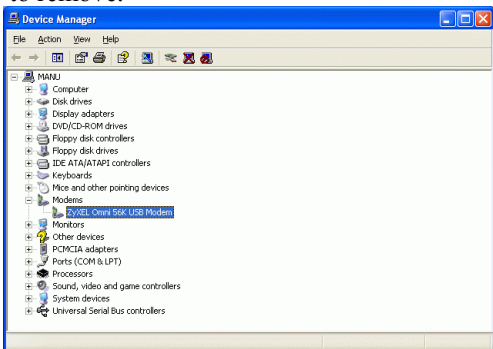 to remove.
Device Manager
File Action View Help
MANU
Computer
Disk drives
Display adapters
DVD/CD-ROM drives
Floppy disk controllers
Floppy disk drives
IDE ATA/ATAPI controllers
Keyboards
Mice and other pointing devices
Modems
ZyXEL Omni 56K USB Modem
Monitors
Other devices
PCMCIA adapters
Ports (COM & LPT)
Processors
Sound, video and game controllers
System devices
Universal Serial Bus controllers